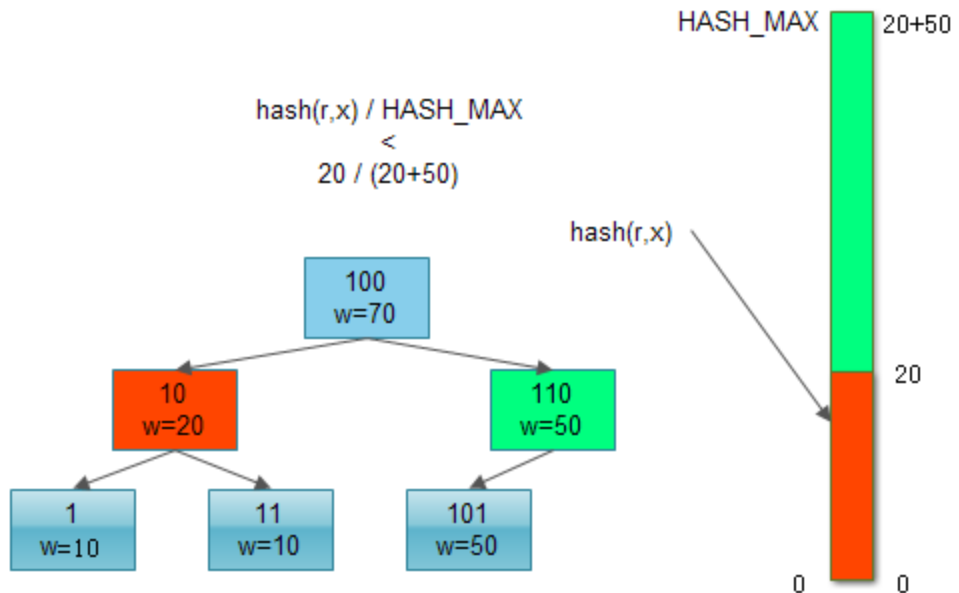 HASH_MAX
20+50
hash(r,x) / HASH_MAX
<
20 / (20+50)
hash(r,x)
100
w=70
10
w=20
110
w=50
20
1
w=10
11
w=10
101
w=50
0
0